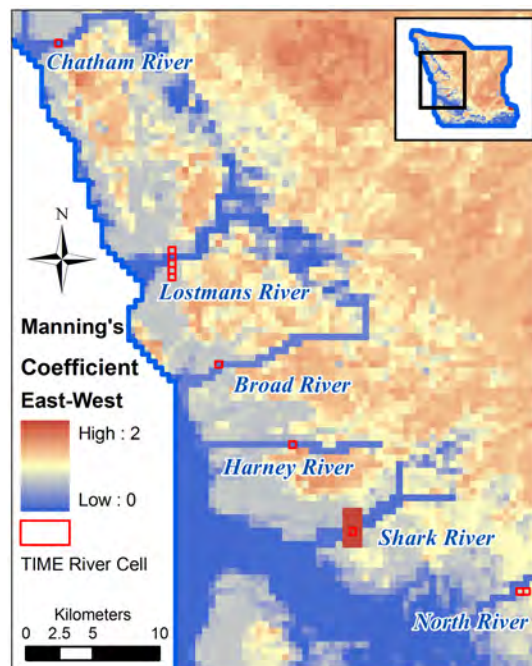 Chatham River
N
Lostmans River
Manning's
Coefficient
East-West
High : 2
Low : 0
TIME River Cell
Kilometers
0 2.5 5 10
Broad River
Harney River
Shark River
North River